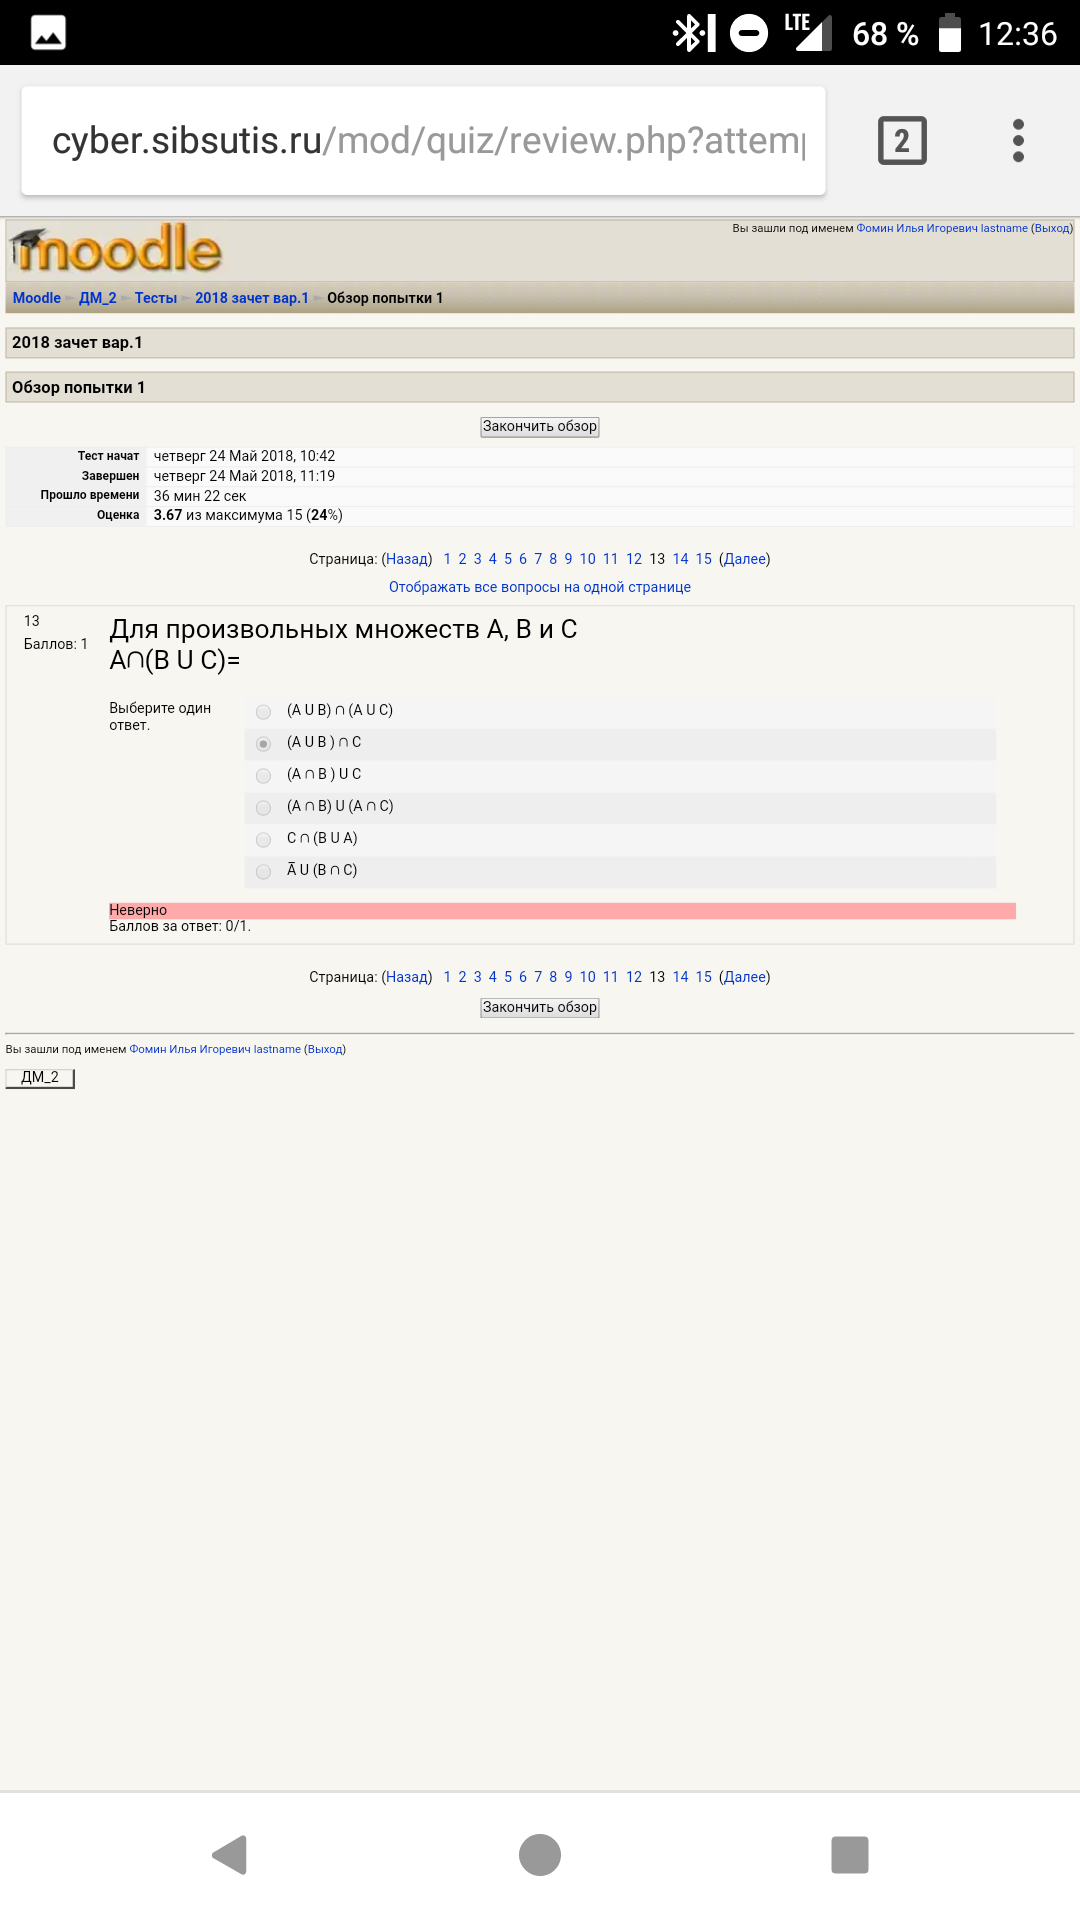 LTE 68 % 12:36
cyber.sibsutis.ru/mod/quiz/review.php?attem
2
moodle
Вы зашли под именем Фомин Илья Игоревич lastname (Выход)
Moodle ► ДМ_2 ► Тесты ► 2018 зачет вар.1 ► Обзор попытки 1
2018 зачет вар.1
Обзор попытки 1
Закончить обзор
Тест начат четверг 24 Май 2018, 10:42
Завершен четверг 24 Май 2018, 11:19
Прошло времени 36 мин 22 сек
Оценка 3.67 из максимума 15 (24%)
Страница: (Назад) 1 2 3 4 5 6 7 8 9 10 11 12 13 14 15 (Далее)
Отображать все вопросы на одной странице
13
Баллов: 1
Для произвольных множеств A, B и C
A∩(B U C)=
Выберите один
ответ.
(A U B) ∩ (A U C)
(A U B ) ∩ C
(A ∩ B ) U C
(A ∩ B) U (A ∩ C)
C ∩ (B U A)
Ā U (B ∩ C)
Неверно
Баллов за ответ: 0/1.
Страница: (Назад) 1 2 3 4 5 6 7 8 9 10 11 12 13 14 15 (Далее)
Закончить обзор
Вы зашли под именем Фомин Илья Игоревич lastname (Выход)
ДМ_2